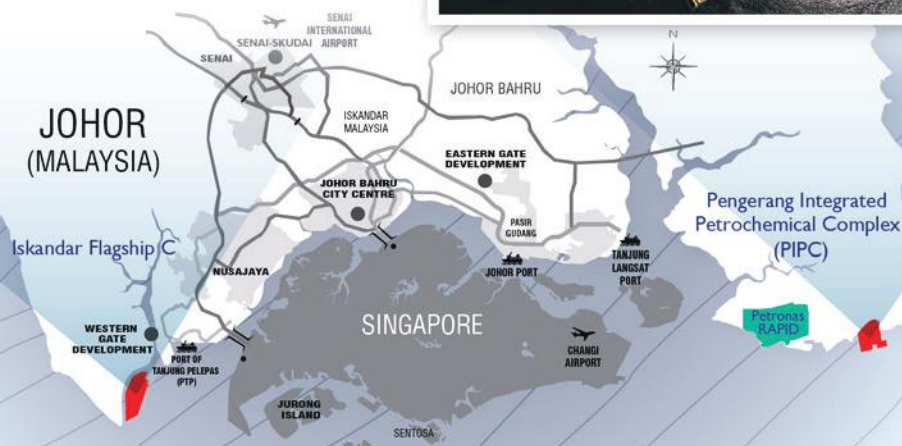 SENAI
INTERNATIONAL
AIRPORT
SENAI-SKUDAI
SENAI
N
JOHOR
(MALAYSIA)
JOHOR BAHRU
ISKANDAR
MALAYSIA
EASTERN GATE
DEVELOPMENT
JOHOR BAHRU
CITY CENTRE
Pengerang Integrated
Petrochemical Complex
(PIPC)
PASIR
GUDANG
Iskandar Flagship C
NUSAJAYA
JOHOR PORT
TANJUNG
LANGSAT
PORT
SINGAPORE
Petronas
RAPID
WESTERN
GATE
DEVELOPMENT
PORT OF
TANJUNG PELEPAS
(PTP)
CHANGI
AIRPORT
JURONG
ISLAND
SENTOSA